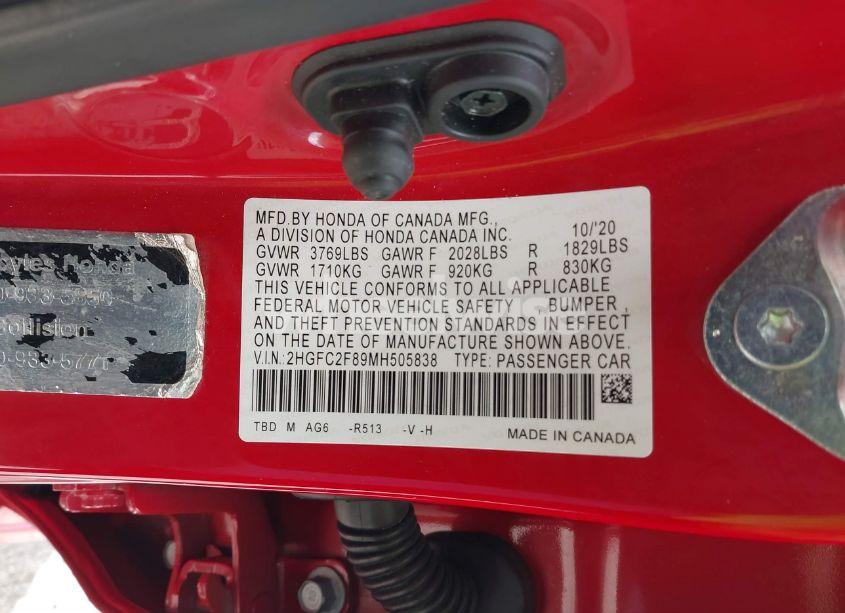 MFD.BY HONDA OF CANADA MFG.,
A DIVISION OF HONDA CANADA INC. 10/'20
GVWR 3769LBS GAWR F 2028LBS R 1829LBS
GVWR 1710KG GAWR F 920KG R 830KG
THIS VEHICLE CONFORMS TO ALL APPLICABLE
FEDERAL MOTOR VEHICLE SAFETY , BUMPER ,
AND THEFT PREVENTION STANDARDS IN EFFECT
ON THE DATE OF MANUFACTURE SHOWN ABOVE.
V.I.N: 2HGFC2F89MH505838 TYPE: PASSENGER CAR
TBD M AG6 -R513 -V -H
MADE IN CANADA
Honda